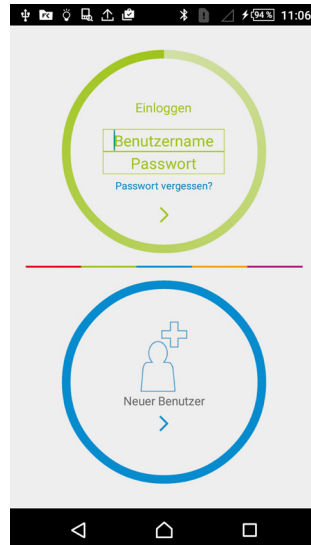 94% 11:06
Einloggen
Benutzername
Passwort
Passwort vergessen?
Neuer Benutzer